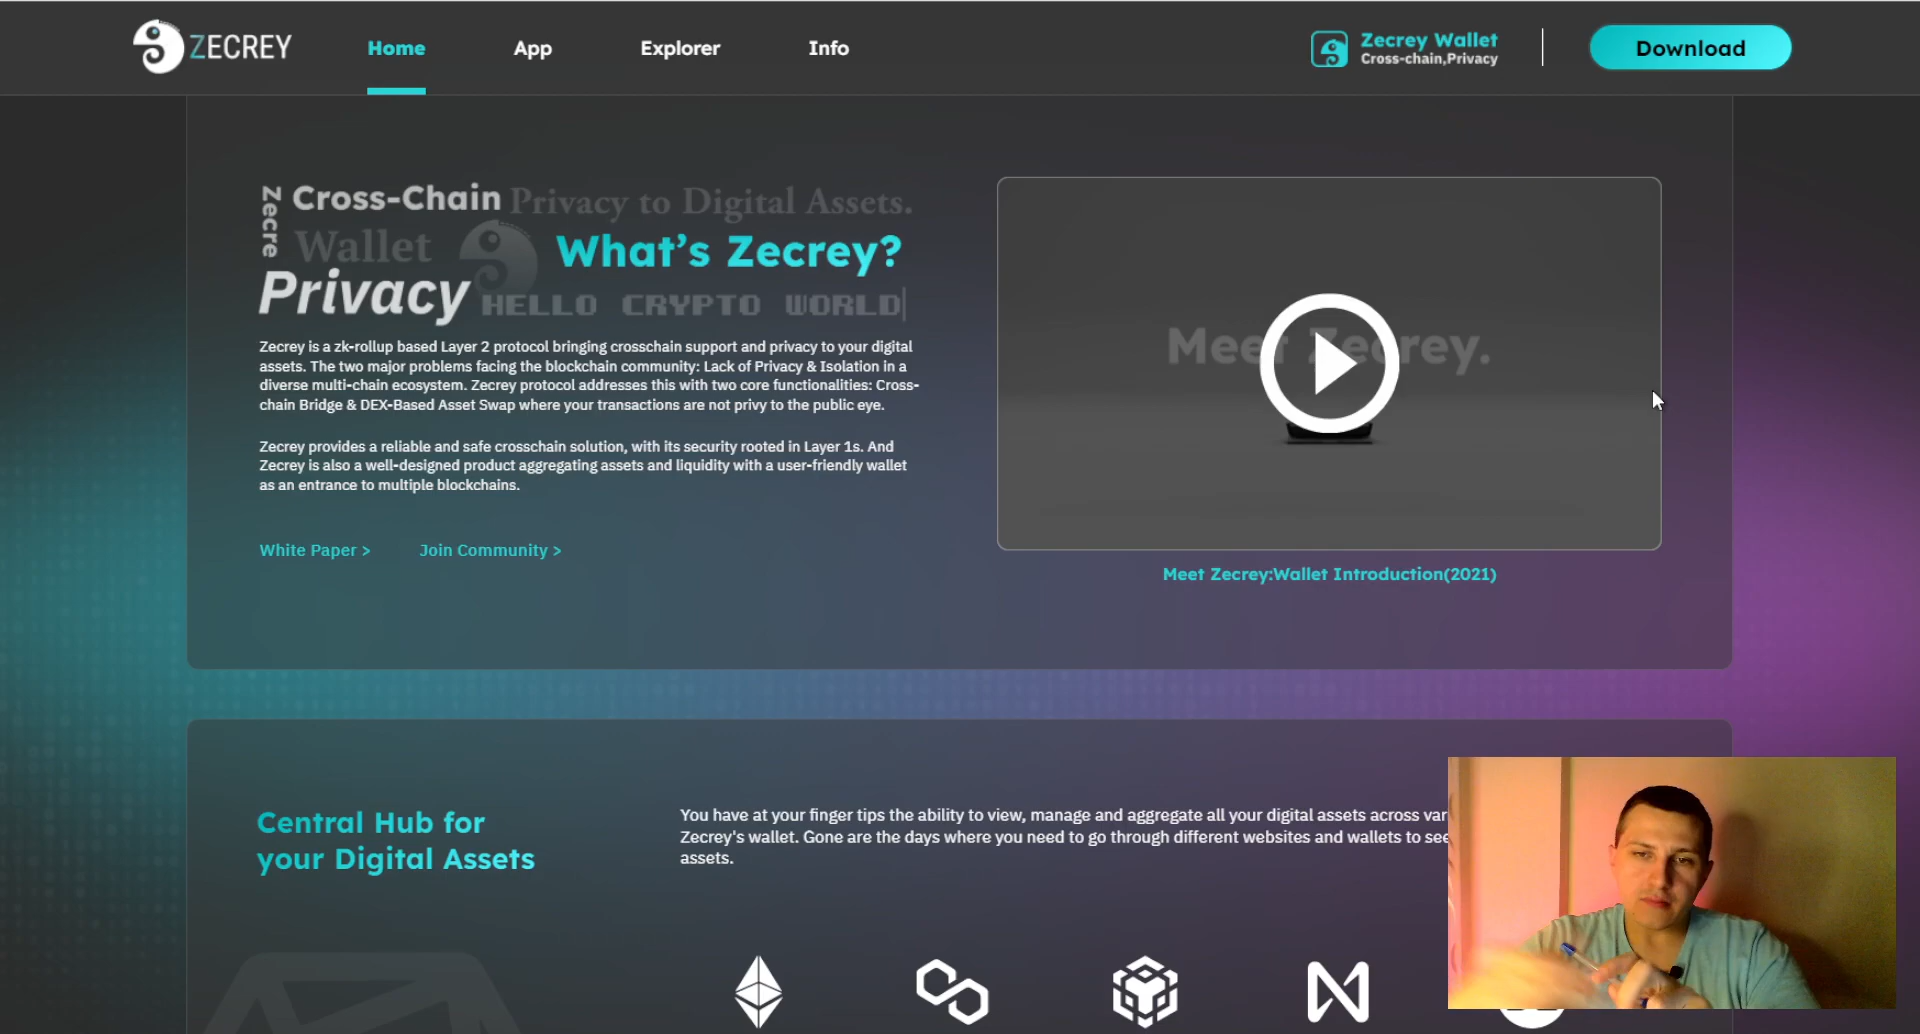 ZECREY
Home
App
Explorer
Info
Zecrey Wallet
Cross-chain,Privacy
Download
Zecre
Cross-Chain
Privacy to Digital Assets.
Wallet
What's Zecrey?
Privacy
HELLO CRYPTO WORLD
Zecrey is a zk-rollup based Layer 2 protocol bringing crosschain support and privacy to your digital
assets. The two major problems facing the blockchain community: Lack of Privacy & Isolation in a
diverse multi-chain ecosystem. Zecrey protocol addresses this with two core functionalities: Cross-
chain Bridge & DEX-Based Asset Swap where your transactions are not privy to the public eye.
Zecrey provides a reliable and safe crosschain solution, with its security rooted in Layer 1s. And
Zecrey is also a well-designed product aggregating assets and liquidity with a user-friendly wallet
as an entrance to multiple blockchains.
White Paper >
Join Community >
Meet Zecrey.
Meet Zecrey:Wallet Introduction(2021)
Central Hub for
your Digital Assets
You have at your finger tips the ability to view, manage and aggregate all your digital assets across var
Zecrey's wallet. Gone are the days where you need to go through different websites and wallets to see
assets.